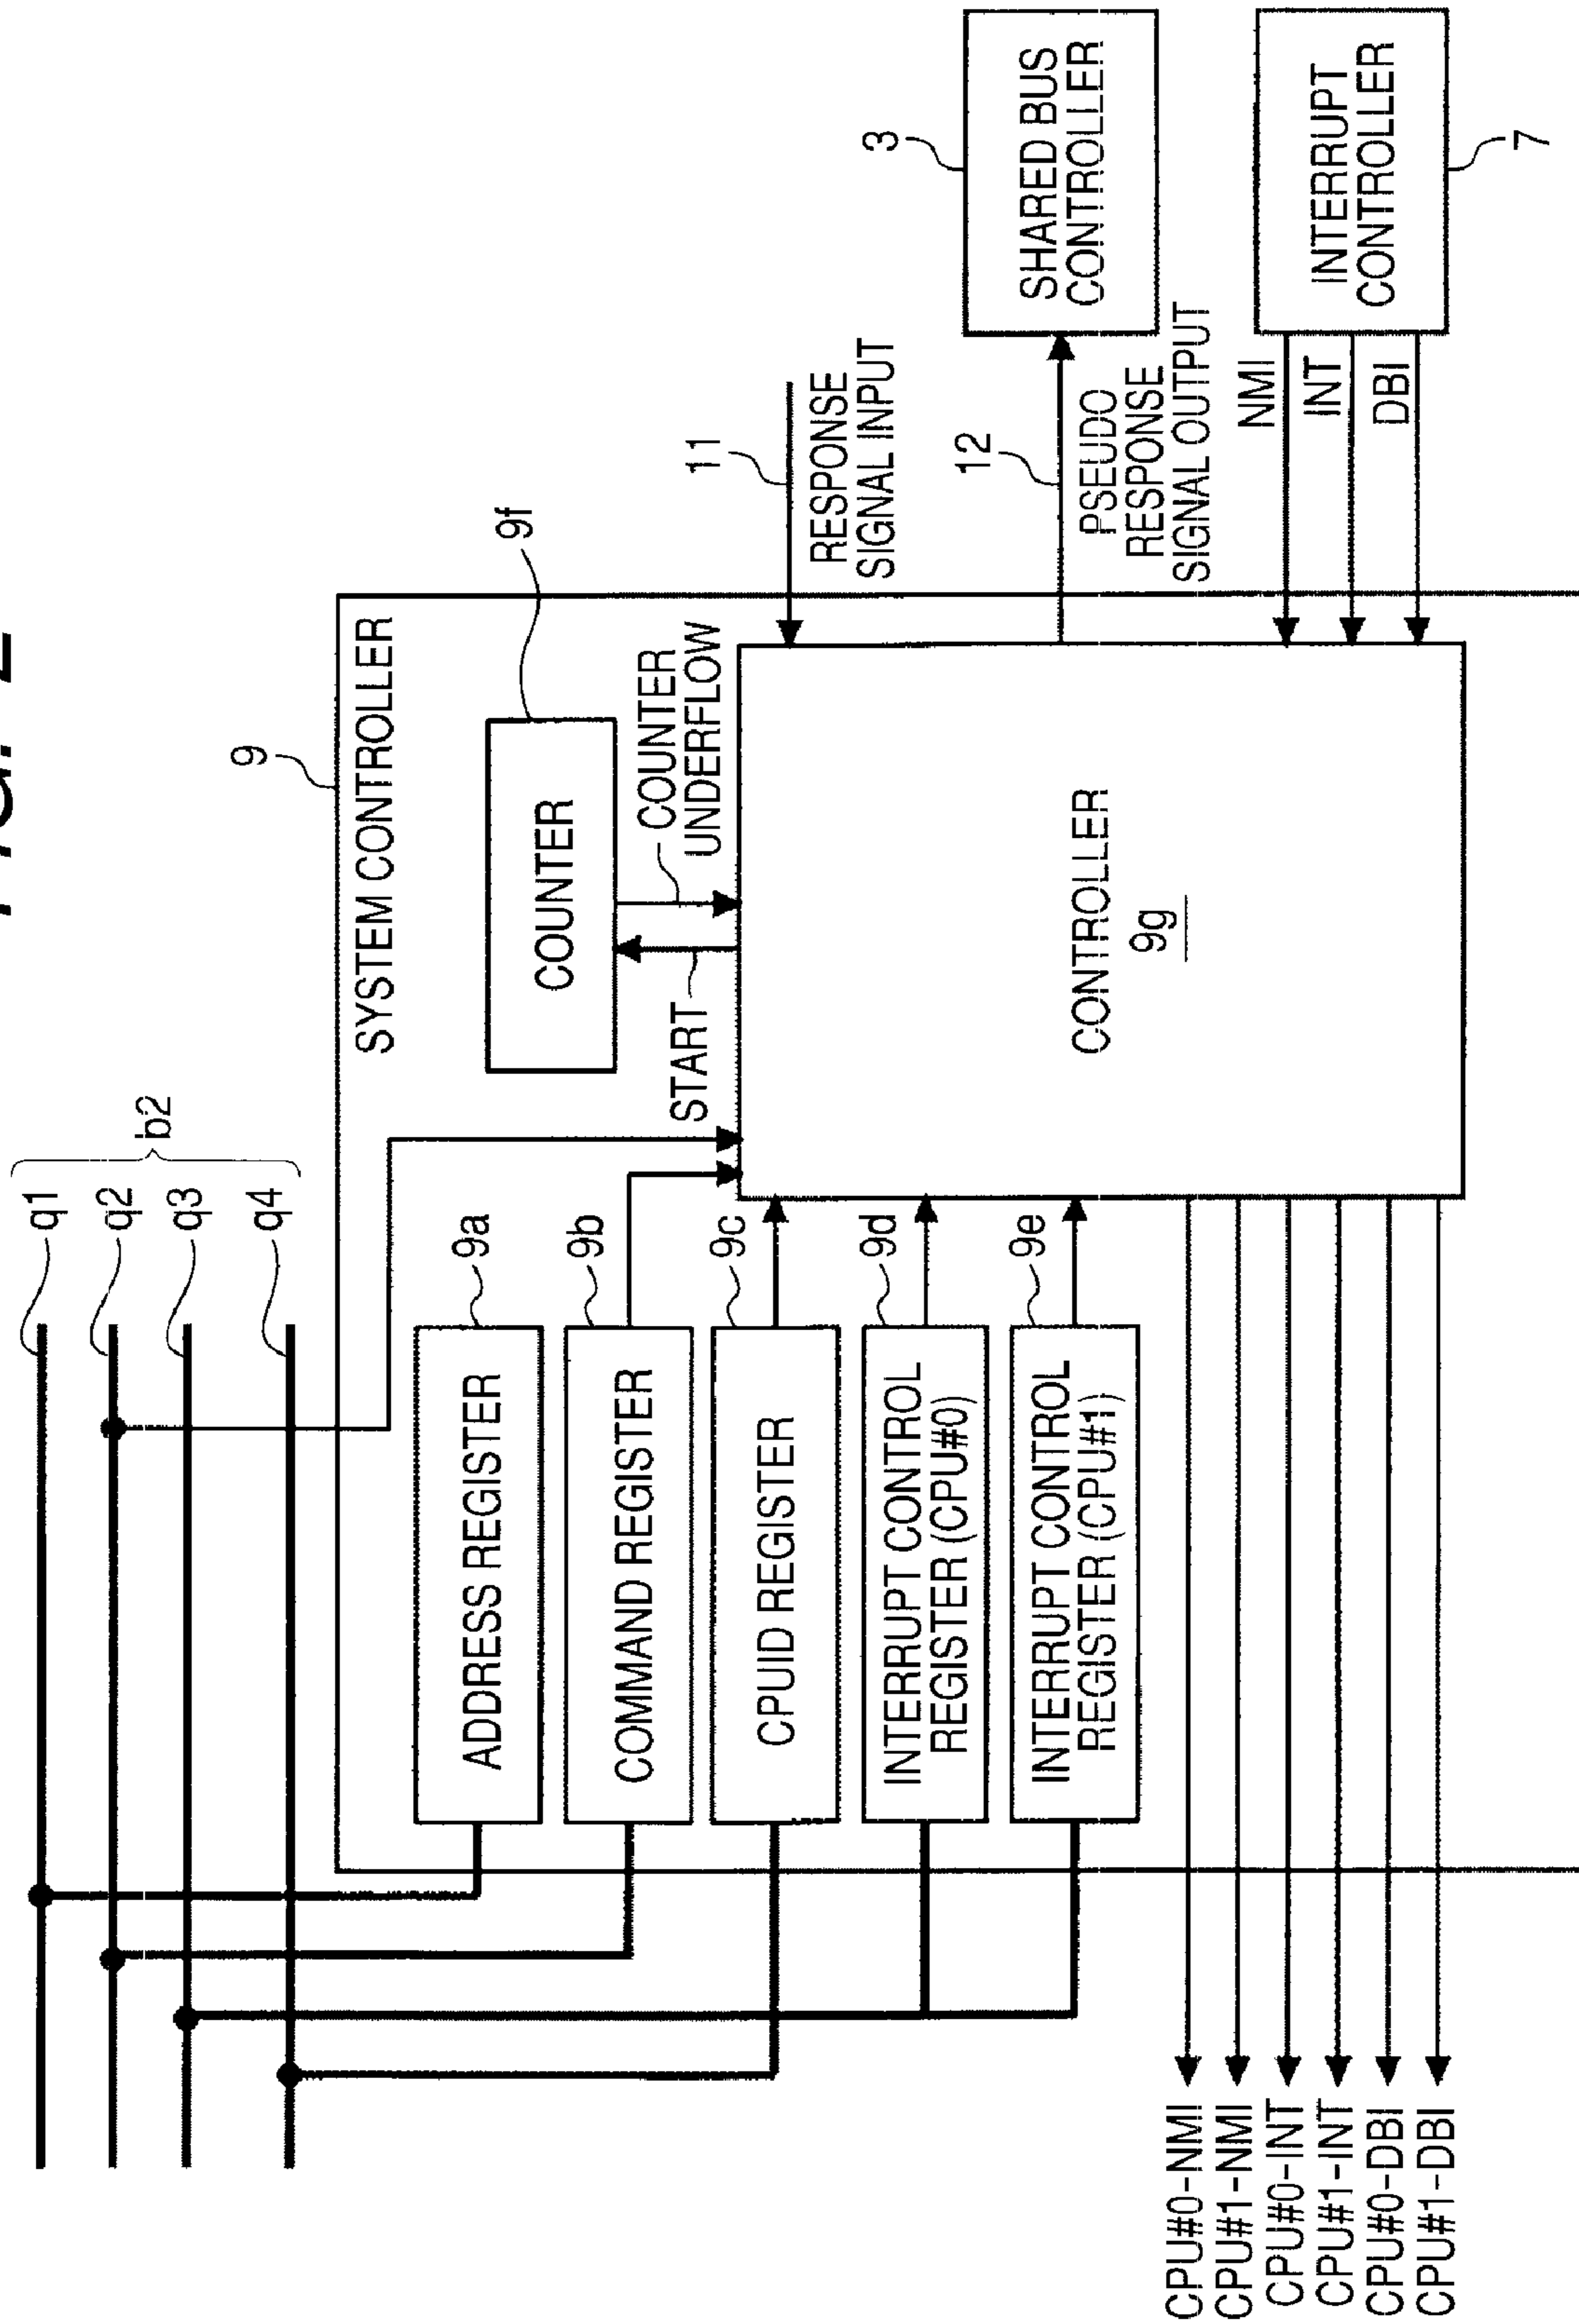 FIG. 2
q1
q2
q3
q4
b2
9
SYSTEM CONTROLLER
9a
ADDRESS REGISTER
9b
COMMAND REGISTER
9c
CPUID REGISTER
9d
INTERRUPT CONTROL
REGISTER (CPU#0)
9e
INTERRUPT CONTROL
REGISTER (CPU#1)
9f
COUNTER
START
COUNTER
UNDERFLOW
CONTROLLER
9g
11
RESPONSE
SIGNAL INPUT
12
PSEUDO
RESPONSE
SIGNAL OUTPUT
3
SHARED BUS
CONTROLLER
NMI
INT
DBI
INTERRUPT
CONTROLLER
7
CPU#0-NMI
CPU#1-NMI
CPU#0-INT
CPU#1-INT
CPU#0-DBI
CPU#1-DBI